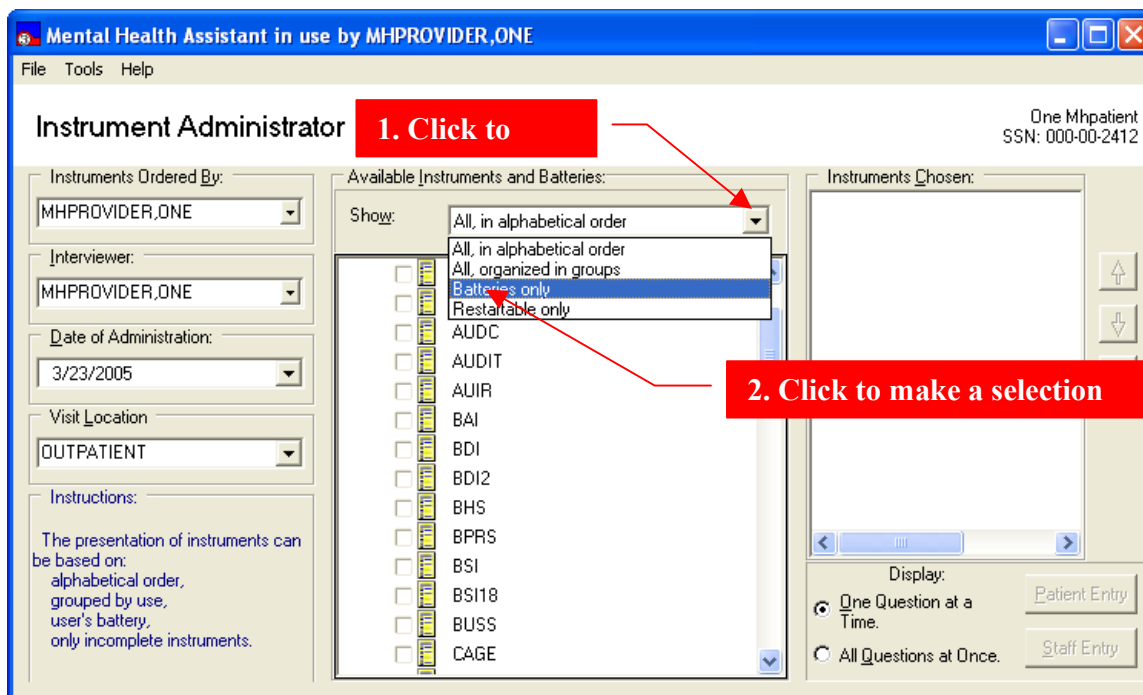 Mental Health Assistant in use by MHPROVIDER,ONE
File Tools Help
Instrument Administrator
1. Click to
One Mhpatient
SSN: 000-00-2412
Instruments Ordered By:
MHPROVIDER,ONE
Interviewer:
MHPROVIDER,ONE
Date of Administration:
3/23/2005
Visit Location
OUTPATIENT
Instructions:
The presentation of instruments can
be based on:
alphabetical order,
grouped by use,
user's battery,
only incomplete instruments.
Available Instruments and Batteries:
Show:
All, in alphabetical order
All, in alphabetical order
All, organized in groups
Batteries only
Restartable only
AUDC
AUDIT
AUIR
BAI
BDI
BDI2
BHS
BPRS
BSI
BSI18
BUSS
CAGE
2. Click to make a selection
Instruments Chosen:
Display:
One Question at a
Time.
All Questions at Once.
Patient Entry
Staff Entry